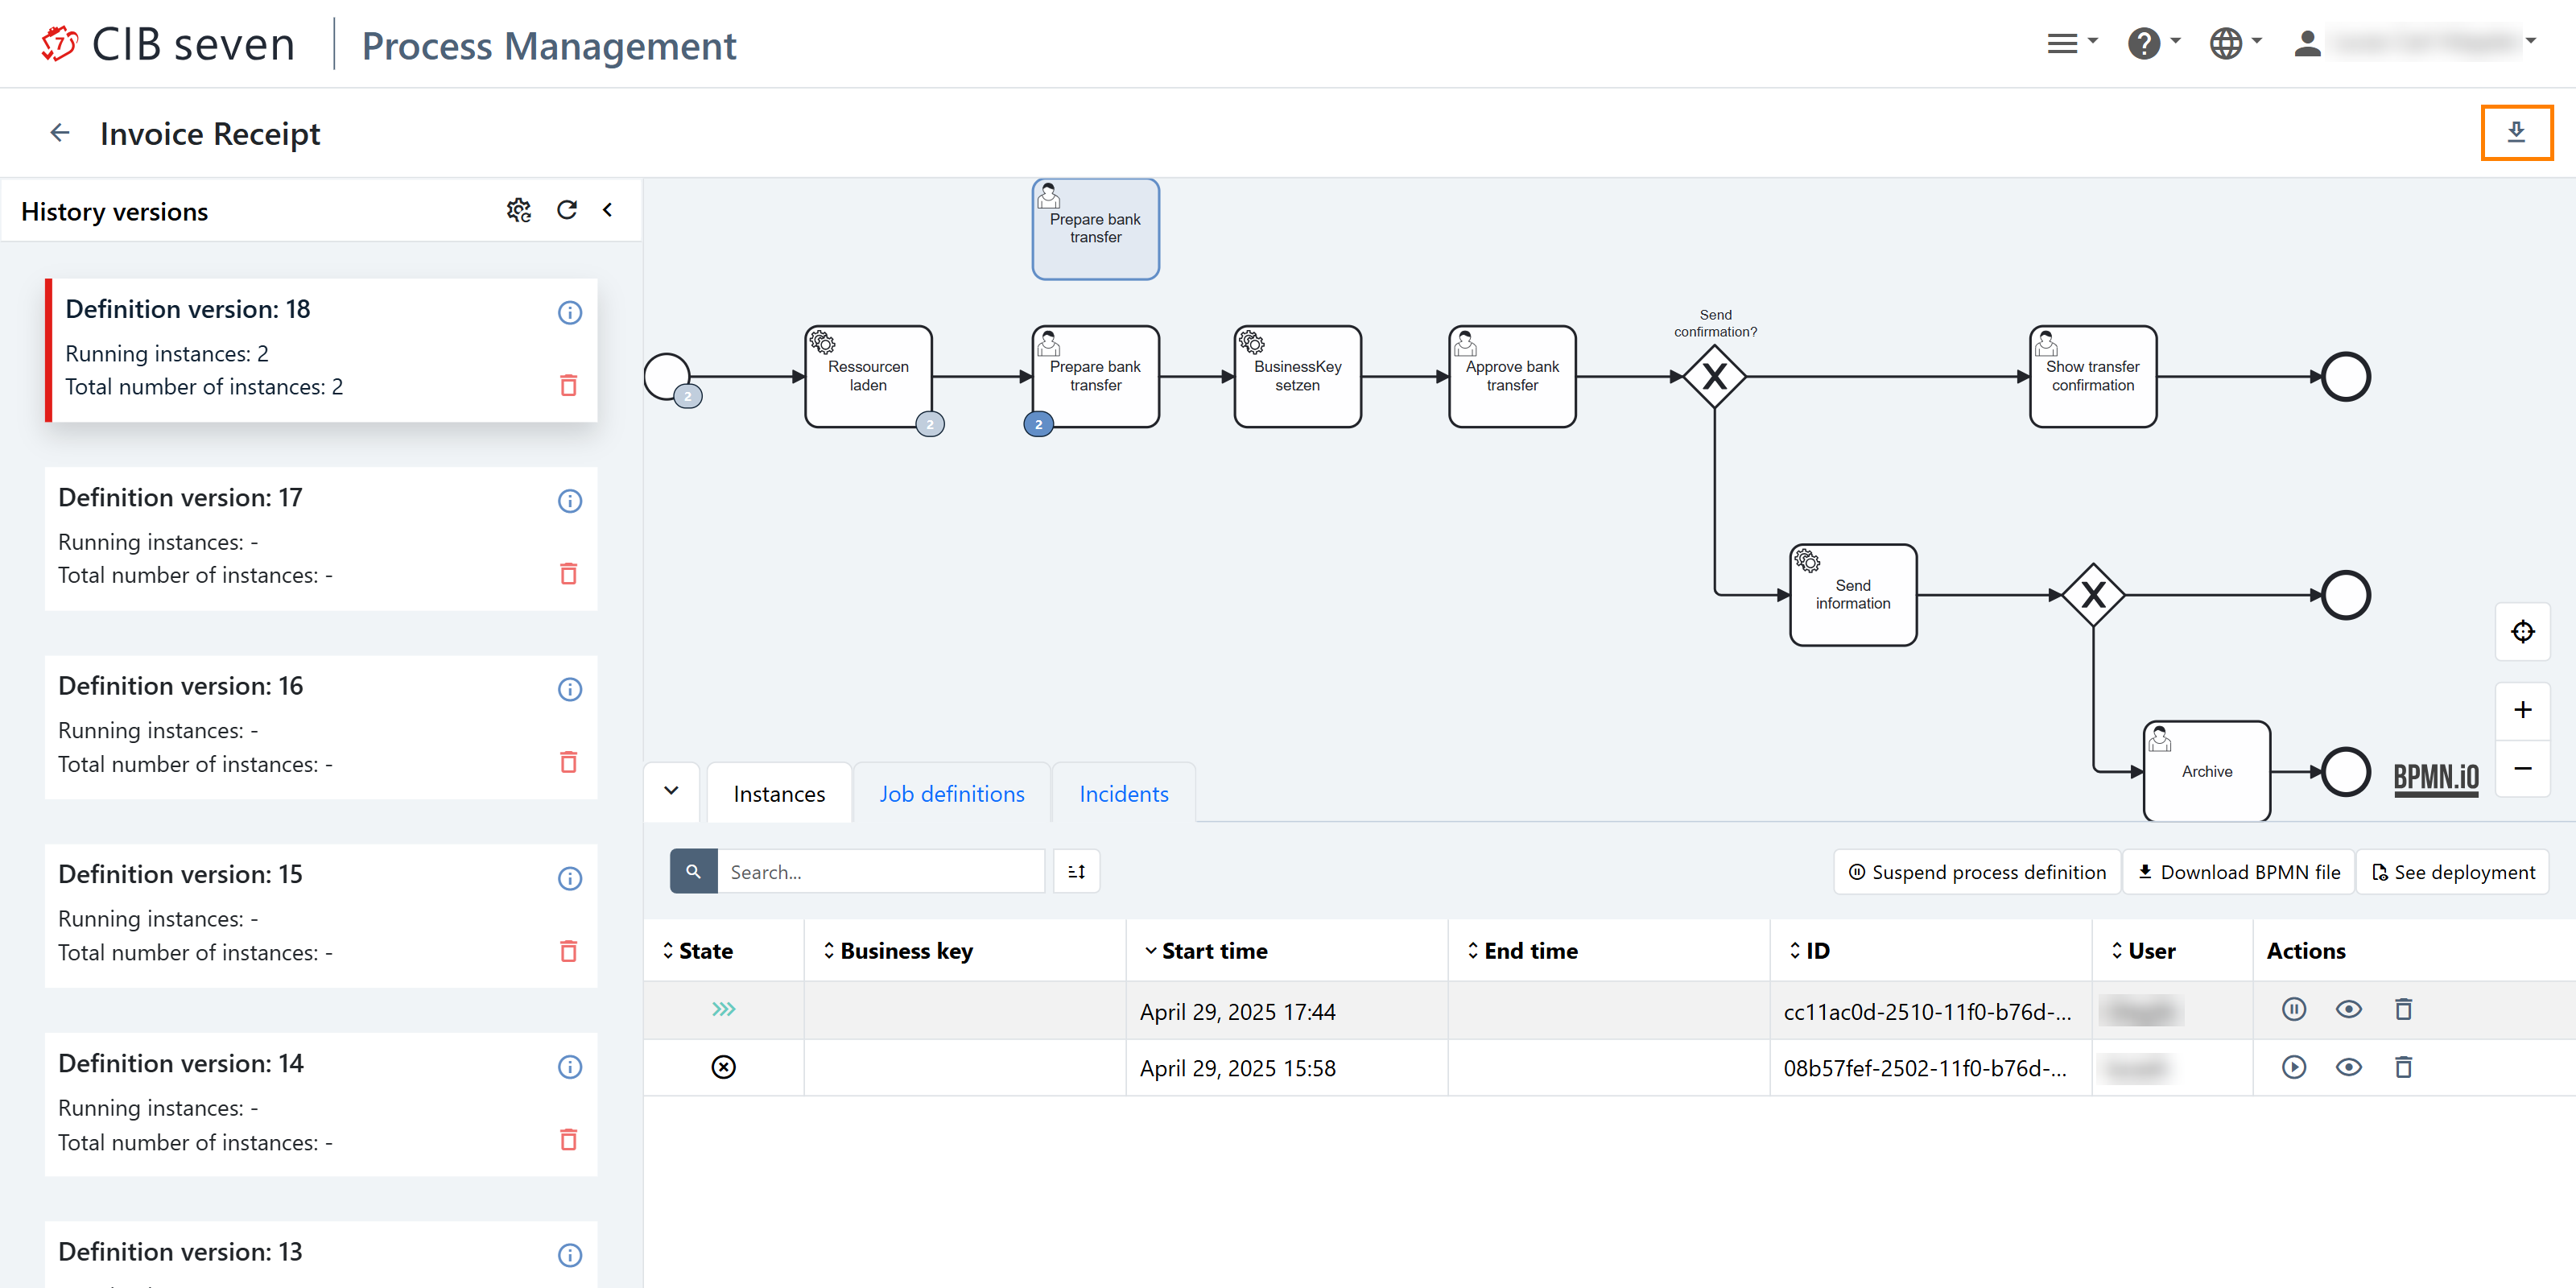 CIB seven
Process Management
Invoice Receipt
History versions
Definition version: 18
Running instances: 2
Total number of instances: 2
Definition version: 17
Running instances: -
Total number of instances: -
Definition version: 16
Running instances: -
Total number of instances: -
Definition version: 15
Running instances: -
Total number of instances: -
Definition version: 14
Running instances: -
Total number of instances: -
Definition version: 13
Prepare bank
transfer
2
Ressourcen
laden
2
Prepare bank
transfer
2
BusinessKey
setzen
Approve bank
transfer
Send
confirmation?
Show transfer
confirmation
Send
information
Archive
BPMN.iO
Instances
Job definitions
Incidents
Search...
Suspend process definition
Download BPMN file
See deployment
State
Business key
Start time
End time
ID
User
Actions
April 29, 2025 17:44
cc11ac0d-2510-11f0-b76d-...
April 29, 2025 15:58
08b57fef-2502-11f0-b76d-...